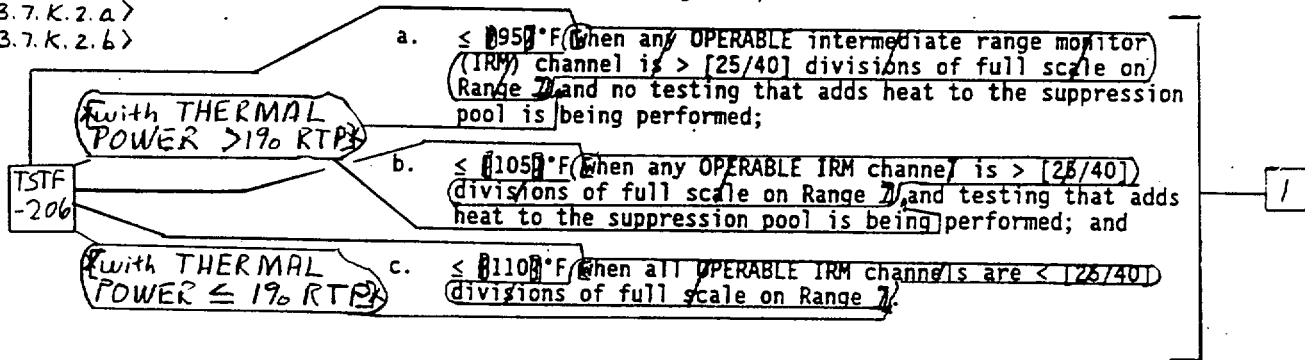 3.7.K.2.a>
3.7.K.2.b>
a. ≤ [95]°F (when any OPERABLE intermediate range monitor
(IRM) channel is > [25/40] divisions of full scale on
Range 7) and no testing that adds heat to the suppression
pool is being performed;
[with THERMAL
POWER >1% RTP]
b. ≤ [105]°F (when any OPERABLE IRM channel is > [25/40]
divisions of full scale on Range 7) and testing that adds
heat to the suppression pool is being performed; and
TSTF
-206
1
[with THERMAL
POWER ≤ 1% RTP]
c. ≤ [110]°F (when all OPERABLE IRM channels are < [25/40]
divisions of full scale on Range 7.